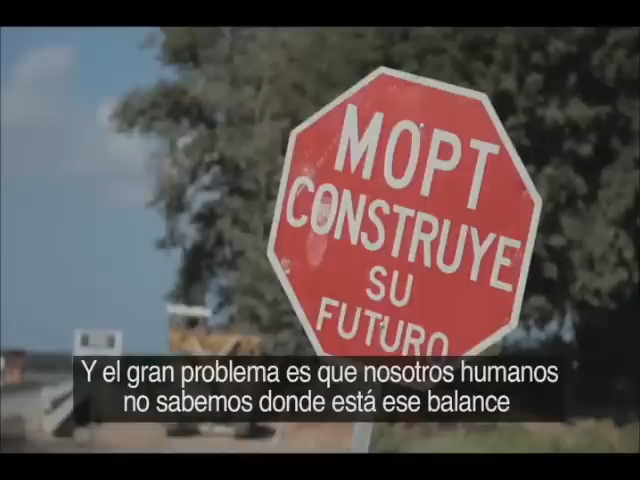 MOPT
CONSTRUYE
SU
FUTURO
Y el gran problema es que nosotros humanos
no sabemos donde está ese balance